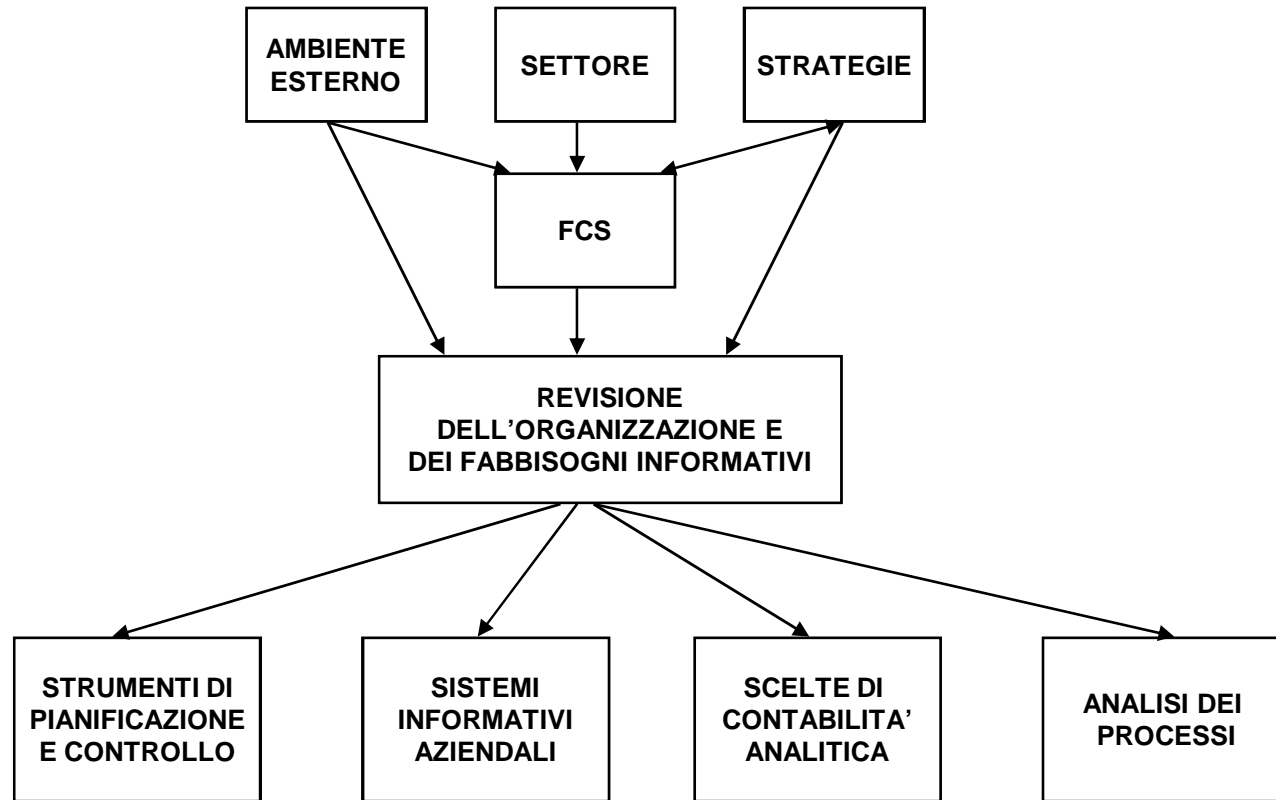 AMBIENTE
ESTERNO
SETTORE
STRATEGIE
FCS
REVISIONE
DELL’ORGANIZZAZIONE E
DEI FABBISOGNI INFORMATIVI
STRUMENTI DI
PIANIFICAZIONE
E CONTROLLO
SISTEMI
INFORMATIVI
AZIENDALI
SCELTE DI
CONTABILITA’
ANALITICA
ANALISI DEI
PROCESSI